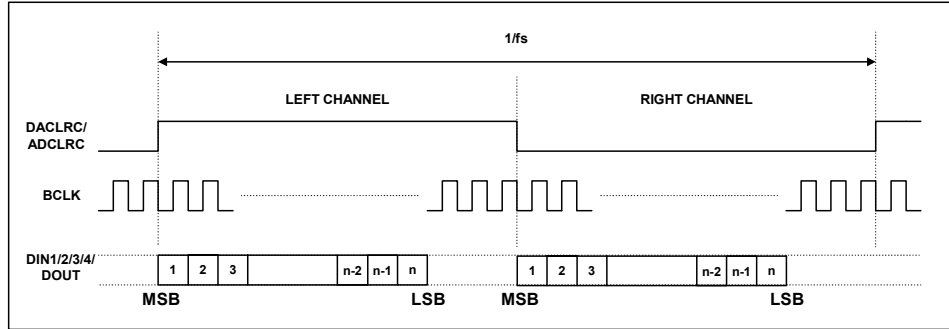 1/fs
LEFT CHANNEL
RIGHT CHANNEL
DACLRC/
ADCLRC
BCLK
DIN1/2/3/4/
DOUT
1 2 3 n-2 n-1 n 1 2 3 n-2 n-1 n
MSB LSB MSB LSB